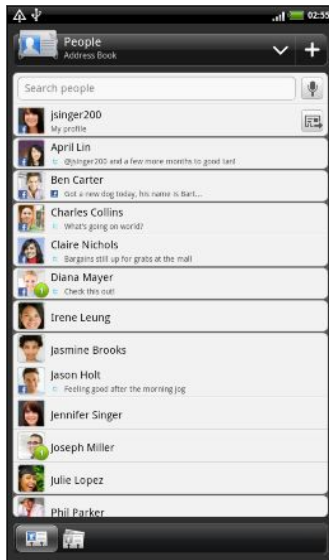 02:55
People
Address Book
Search people
jsinger200
My profile
April Lin
@jsinger200 and a few more months to good tan!
Ben Carter
Got a new dog today, his name is Bart...
Charles Collins
What's going on world?
Claire Nichols
Bargains still up for grabs at the mall
Diana Mayer
Check this out!
Irene Leung
Jasmine Brooks
Jason Holt
Feeling good after the morning jog
Jennifer Singer
Joseph Miller
Julie Lopez
Phil Parker